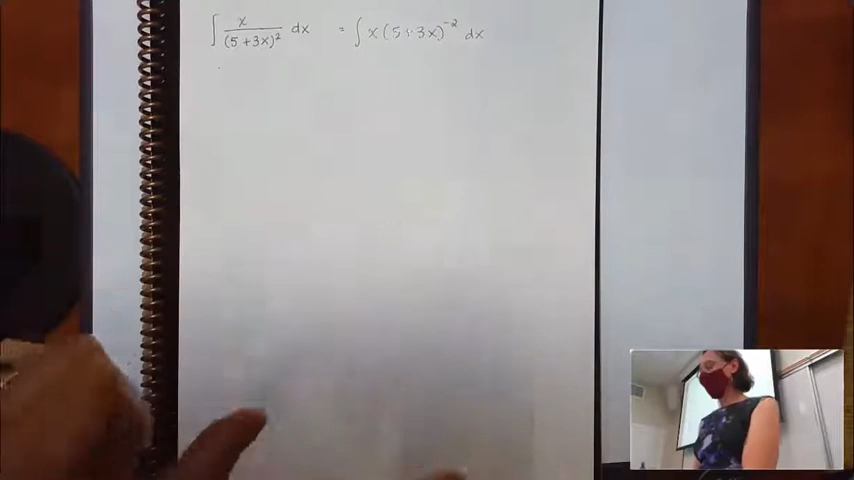 ∫ x/(5+3x)² dx = ∫ x(5+3x)⁻² dx